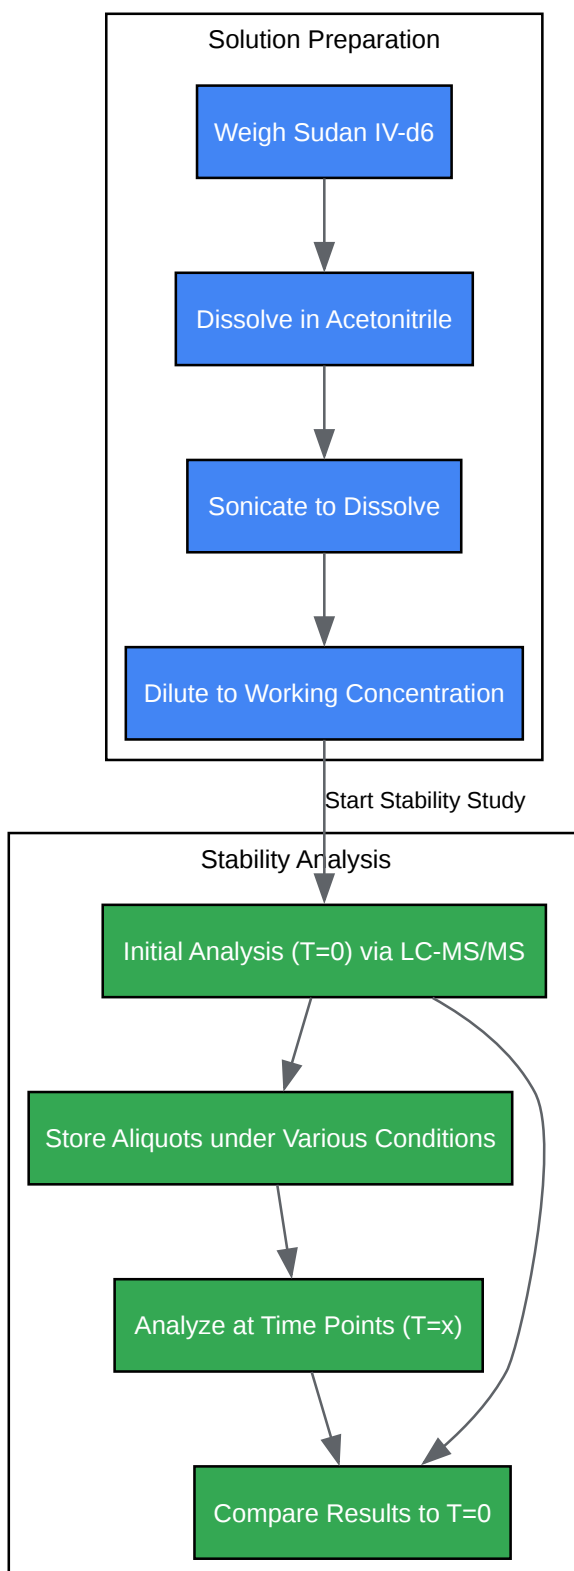 Solution Preparation
Weigh Sudan IV-d6
Dissolve in Acetonitrile
Sonicate to Dissolve
Dilute to Working Concentration
Start Stability Study
Stability Analysis
Initial Analysis (T=0) via LC-MS/MS
Store Aliquots under Various Conditions
Analyze at Time Points (T=x)
Compare Results to T=0